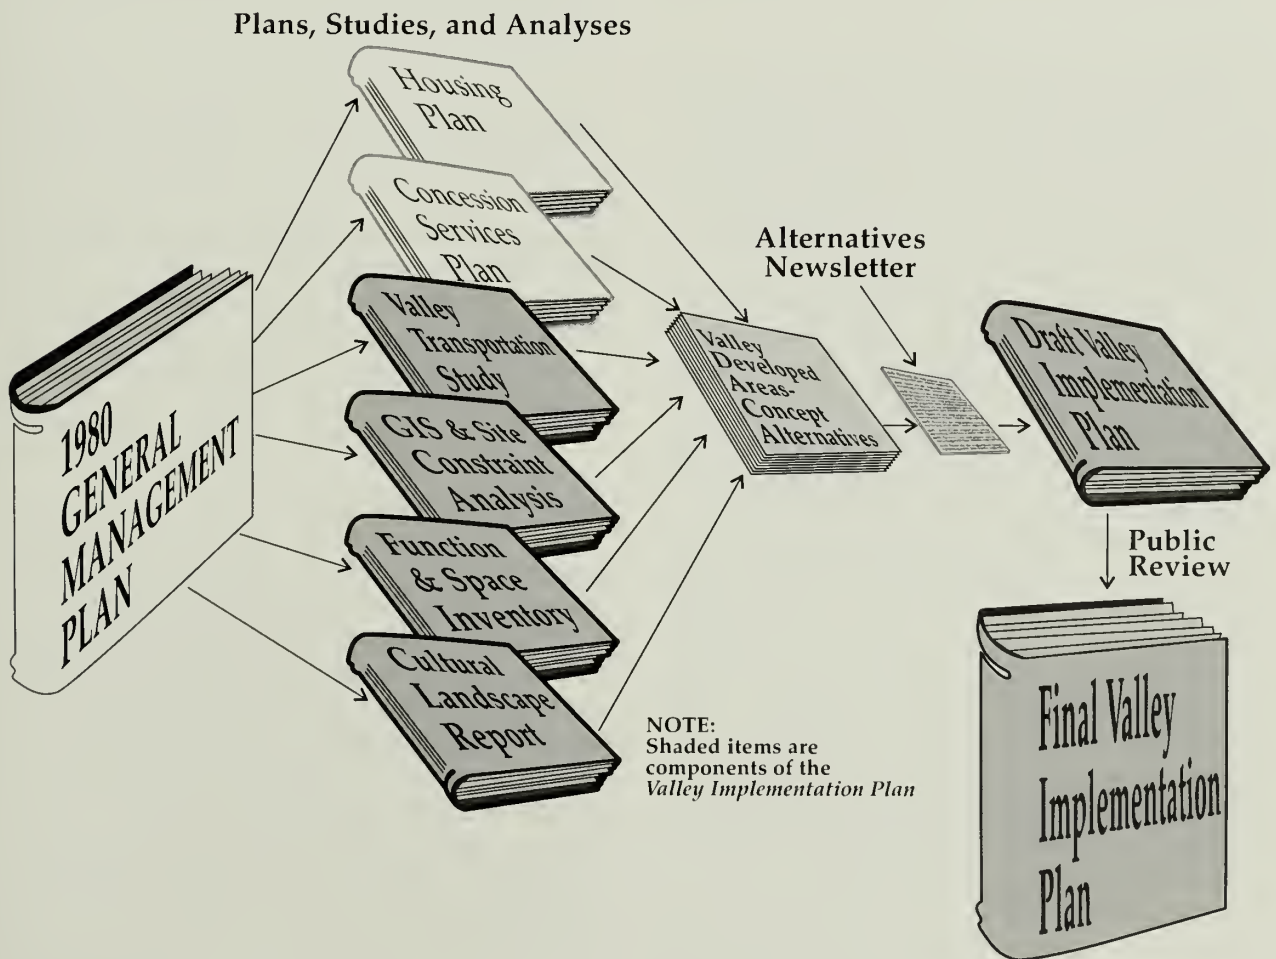 Plans, Studies, and Analyses
1980
GENERAL
MANAGEMENT
PLAN
Housing
Plan
Concession
Services
Plan
Valley
Transportation
Study
GIS & Site
Constraint
Analysis
Function
& Space
Inventory
Cultural
Landscape
Report
Valley
Developed
Areas-
Concept
Alternatives
Alternatives
Newsletter
Draft Valley
Implementation
Plan
Public
Review
Final Valley
Implementation
Plan
NOTE:
Shaded items are
components of the
Valley Implementation Plan